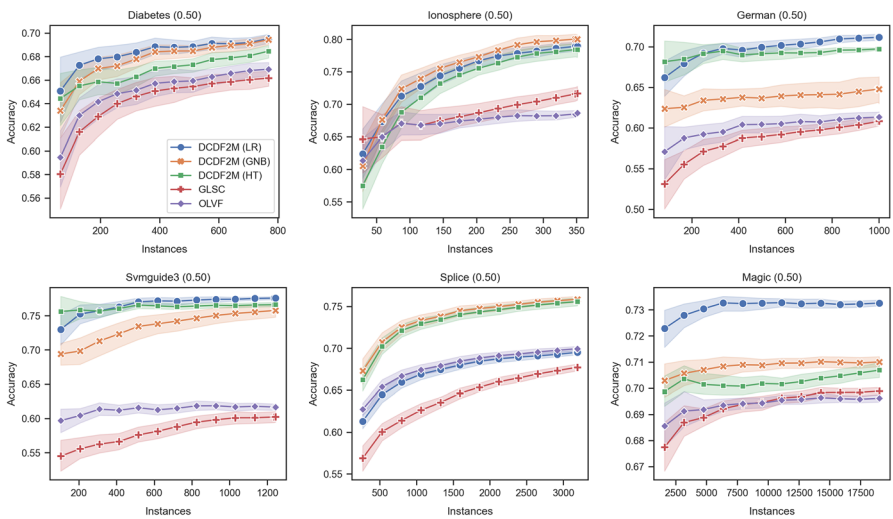 Diabetes (0.50)
Accuracy
0.70
0.68
0.66
0.64
0.62
0.60
0.58
0.56
200 400 600 800
Instances
DCDF2M (LR)
DCDF2M (GNB)
DCDF2M (HT)
GLSC
OLVF
Ionosphere (0.50)
Accuracy
0.80
0.75
0.70
0.65
0.60
0.55
50 100 150 200 250 300 350
Instances
German (0.50)
Accuracy
0.70
0.65
0.60
0.55
0.50
200 400 600 800 1000
Instances
Svmguide3 (0.50)
Accuracy
0.75
0.70
0.65
0.60
0.55
200 400 600 800 1000 1200
Instances
Splice (0.50)
Accuracy
0.75
0.70
0.65
0.60
0.55
500 1000 1500 2000 2500 3000
Instances
Magic (0.50)
Accuracy
0.73
0.72
0.71
0.70
0.69
0.68
0.67
2500 5000 7500 10000 12500 15000 17500
Instances